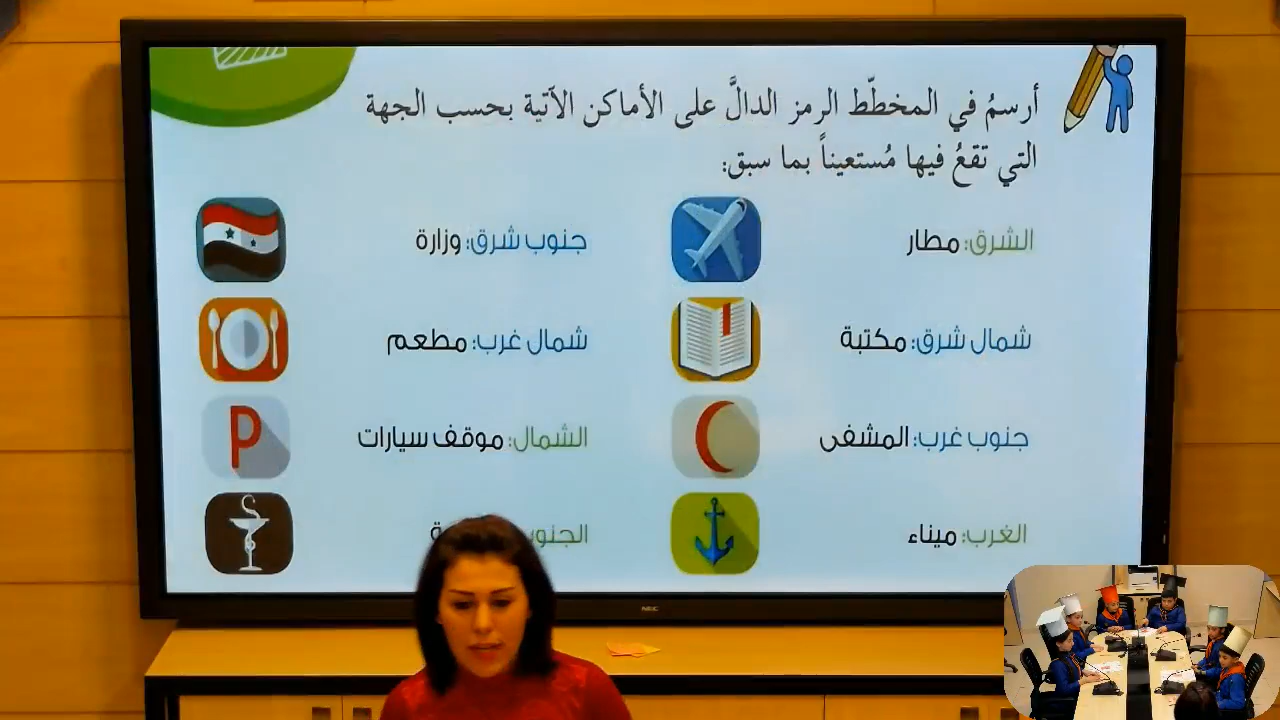 أرسمُ في المخطّط الرمز الدالَّ على الأماكن الآتية بحسب الجهة
التي تقعُ فيها مُستعيناً بما سبق:
الشرق: مطار
جنوب شرق: وزارة
شمال شرق: مكتبة
شمال غرب: مطعم
جنوب غرب: المشفى
الشمال: موقف سيارات
P
الغرب: ميناء
NEC